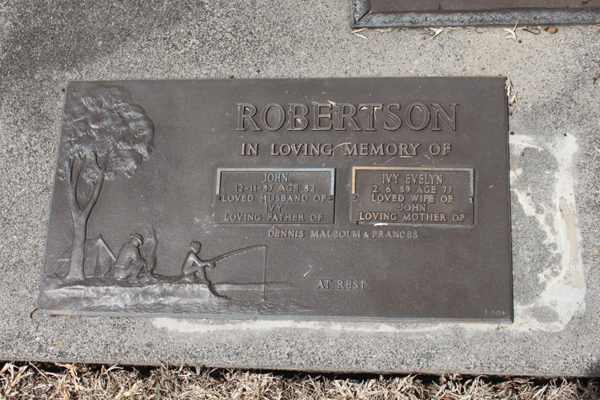 ROBERTSON
IN LOVING MEMORY OF
JOHN
12-11-87 AGE 82
LOVED HUSBAND OF
IVY
LOVING FATHER OF
IVY EVELYN
2. 6. 89 AGE 77
LOVED WIFE OF
JOHN
LOVING MOTHER OF
DENNIS MALCOLM & FRANCES
AT REST